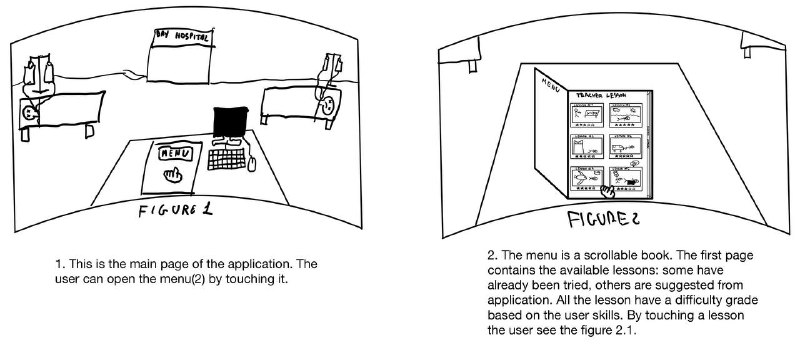 DAY HOSPITAL
MENU
FIGURE 1
1. This is the main page of the application. The
user can open the menu(2) by touching it.
MENU
TEACHER LESSON
FIGURE 2
2. The menu is a scrollable book. The first page
contains the available lessons: some have
already been tried, others are suggested from
application. All the lesson have a difficulty grade
based on the user skills. By touching a lesson
the user see the figure 2.1.